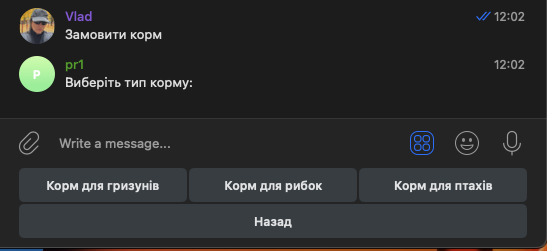 Vlad
12:02
Замовити корм
P
pr1
12:02
Виберіть тип корму:
Write a message...
Корм для гризунів
Корм для рибок
Корм для птахів
Назад